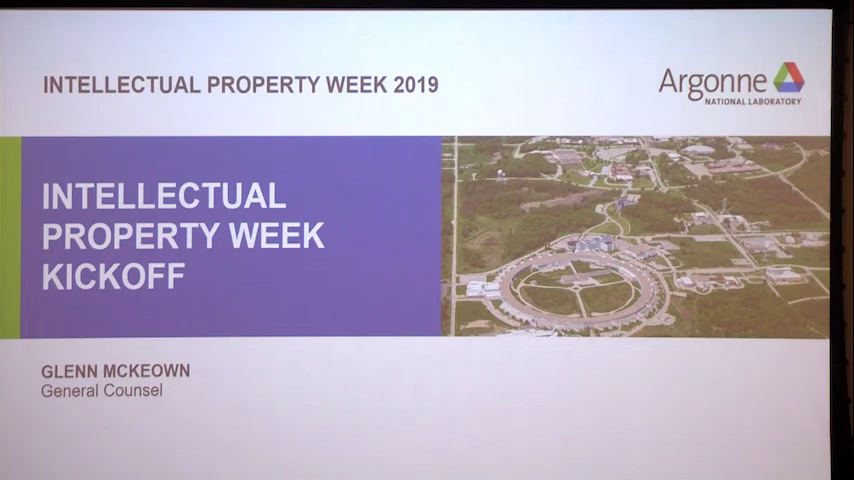 INTELLECTUAL PROPERTY WEEK 2019
Argonne
NATIONAL LABORATORY
INTELLECTUAL
PROPERTY WEEK
KICKOFF
GLENN MCKEOWN
General Counsel